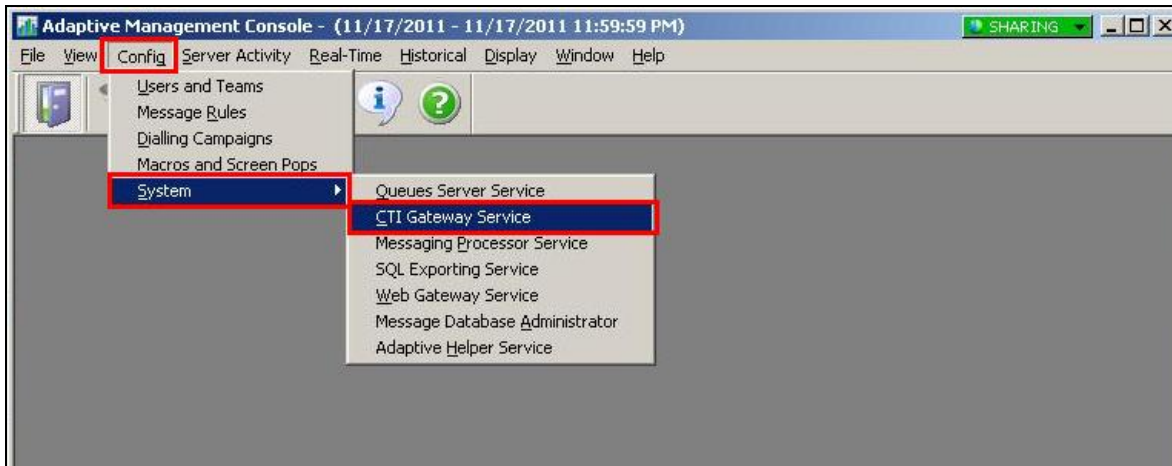 Adaptive Management Console - (11/17/2011 - 11/17/2011 11:59:59 PM) SHARING
File View Config Server Activity Real-Time Historical Display Window Help
Users and Teams
Message Rules
Dialling Campaigns
Macros and Screen Pops
System
Queues Server Service
CTI Gateway Service
Messaging Processor Service
SQL Exporting Service
Web Gateway Service
Message Database Administrator
Adaptive Helper Service